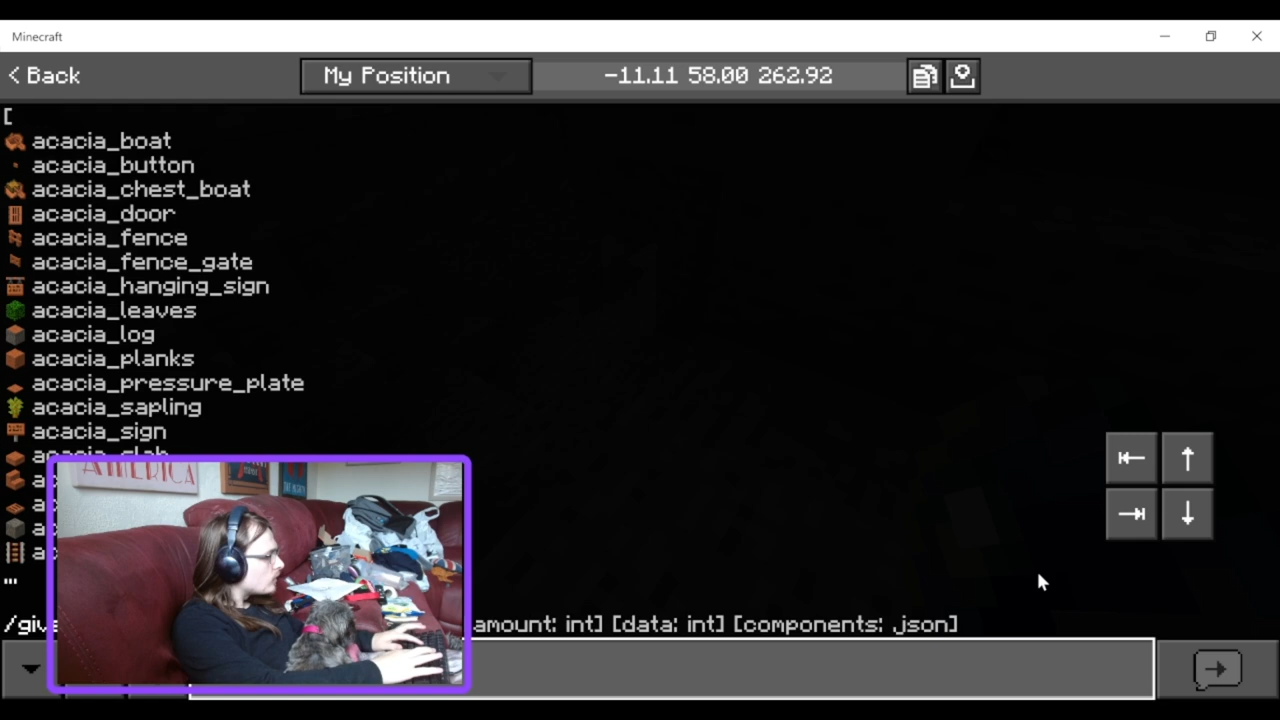 Minecraft
< Back
My Position
-11.11 58.00 262.92
[
acacia_boat
acacia_button
acacia_chest_boat
acacia_door
acacia_fence
acacia_fence_gate
acacia_hanging_sign
acacia_leaves
acacia_log
acacia_planks
acacia_pressure_plate
acacia_sapling
acacia_sign
acacia_slab
AMERICA
...
amount: int] [data: int] [components: .json]